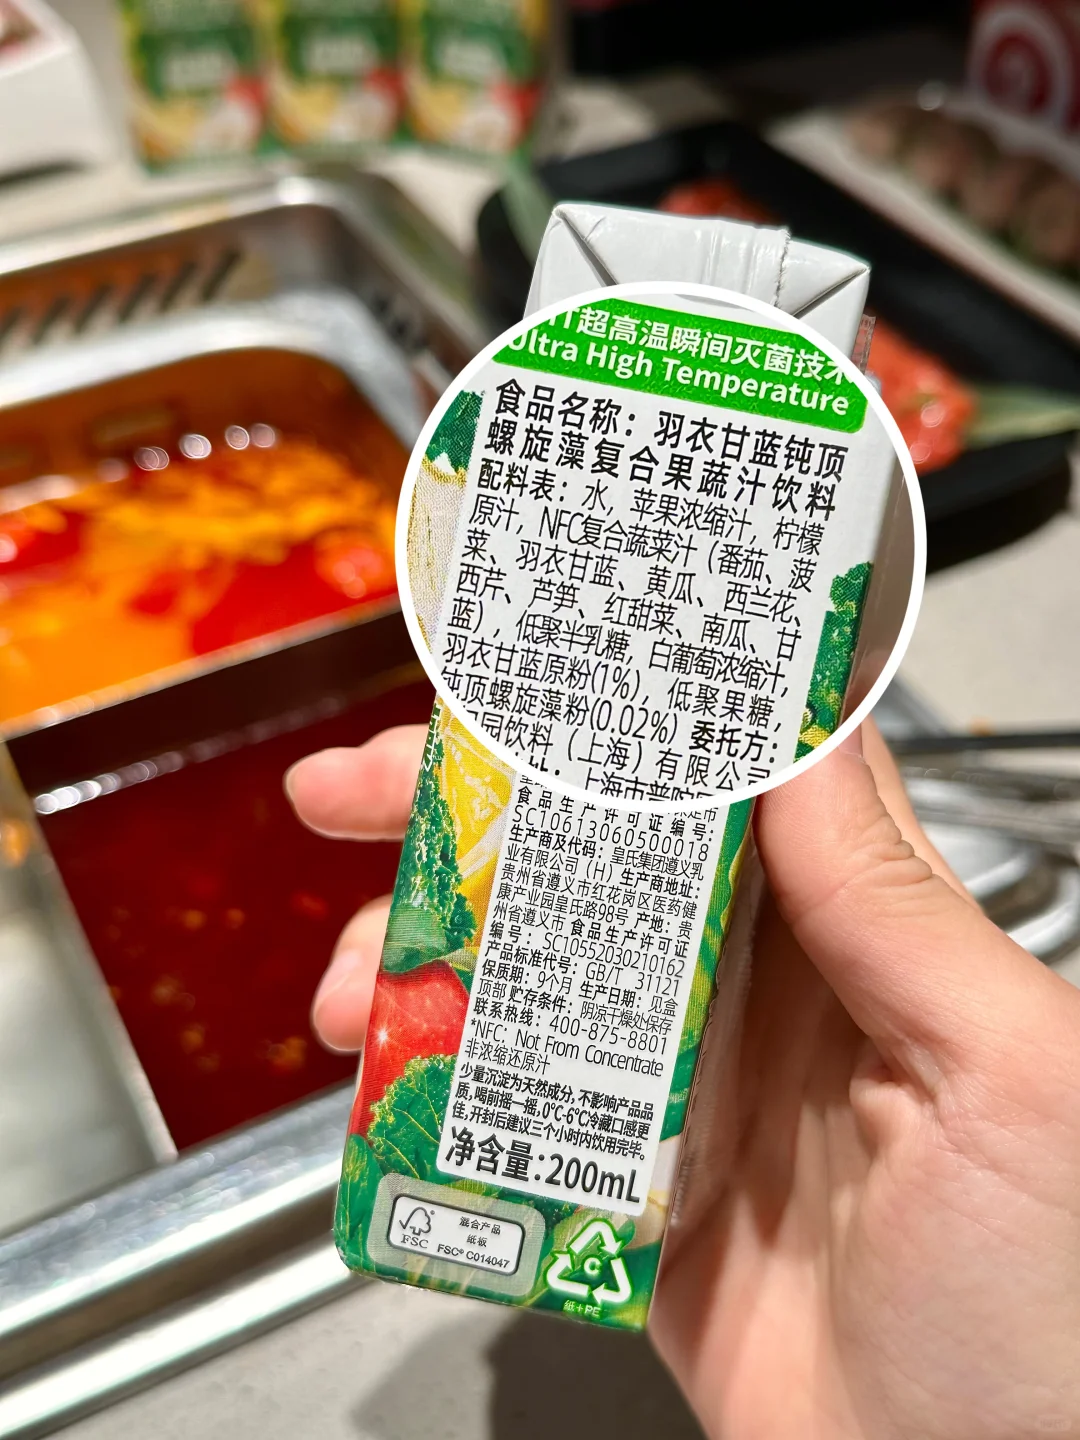 超高温瞬间灭菌技术
Ultra High Temperature
食品名称：羽衣甘蓝钝顶
螺旋藻复合果蔬汁饮料
配料表：水，苹果浓缩汁，柠檬
原汁，NFC复合蔬菜汁（番茄、菠
菜、羽衣甘蓝、黄瓜、西兰花、
西芹、芦笋、红甜菜、南瓜、甘
蓝），低聚半乳糖，白葡萄浓缩汁，
羽衣甘蓝原粉(1%)，低聚果糖，
钝顶螺旋藻粉(0.02%) 委托方：
园饮料（上海）有限公司
址：上海市普陀
食品生产许可证编号：
SC10613060500018
生产商及代码：皇氏集团遵义乳
业有限公司（H）生产商地址：
贵州省遵义市红花岗区医药健
康产业园皇氏路98号 产地：贵
州省遵义市 食品生产许可证
编号：SC10552030210162
产品标准代号：GB/T 31121
保质期：9个月 生产日期：见盒
顶部 贮存条件：阴凉干燥处保存
联系热线：400-875-8801
*NFC：Not From Concentrate
非浓缩还原汁
少量沉淀为天然成分，不影响产品品
质，喝前摇一摇，0℃-6℃冷藏口感更
佳，开封后建议三个小时内饮用完毕。
净含量：200mL
FSC
混合产品
纸板
FSC® C014047
C
纸+PE